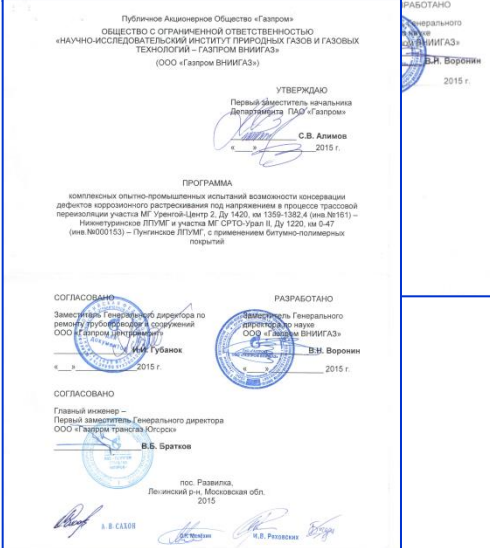 Публичное Акционерное Общество «Газпром»
ОБЩЕСТВО С ОГРАНИЧЕННОЙ ОТВЕТСТВЕННОСТЬЮ
«НАУЧНО-ИССЛЕДОВАТЕЛЬСКИЙ ИНСТИТУТ ПРИРОДНЫХ ГАЗОВ И ГАЗОВЫХ
ТЕХНОЛОГИЙ – ГАЗПРОМ ВНИИГАЗ»
(ООО «Газпром ВНИИГАЗ»)
УТВЕРЖДАЮ
Первый заместитель начальника
Департамента ПАО «Газпром»
С.В. Алимов
« » 2015 г.
ПРОГРАММА
комплексных опытно-промышленных испытаний возможности консервации
дефектов коррозионного растрескивания под напряжением в процессе трассовой
переизоляции участка МГ Уренгой-Центр 2, Ду 1420, км 1359-1382,4 (инв.№161) –
Нижнетуринское ЛПУМГ и участка МГ СРТО-Урал II, Ду 1220, км 0-47
(инв.№000153) – Пунгинское ЛПУМГ, с применением битумно-полимерных
покрытий
СОГЛАСОВАНО
Заместитель Генерального директора по
ремонту трубопроводов и сооружений
ООО «Газпром центрремонт»
Н.И. Губанок
« » 2015 г.
РАЗРАБОТАНО
Заместитель Генерального
директора по науке
ООО «Газпром ВНИИГАЗ»
В.Н. Воронин
« » 2015 г.
СОГЛАСОВАНО
Главный инженер –
Первый заместитель Генерального директора
ООО «Газпром трансгаз Югорск»
В.Б. Братков
пос. Развилка,
Ленинский р-н, Московская обл.
2015
А.В. САХОВ
И.В. Ряховских
РАБОТАНО
Генерального
науке
ВНИИГАЗ»
В.Н. Воронин
2015 г.